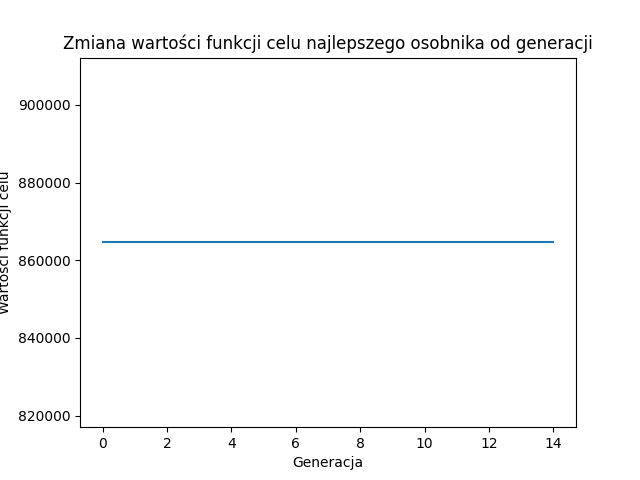 Zmiana wartości funkcji celu najlepszego osobnika od generacji
900000
880000
860000
840000
820000
Wartości funkcji celu
0 2 4 6 8 10 12 14
Generacja